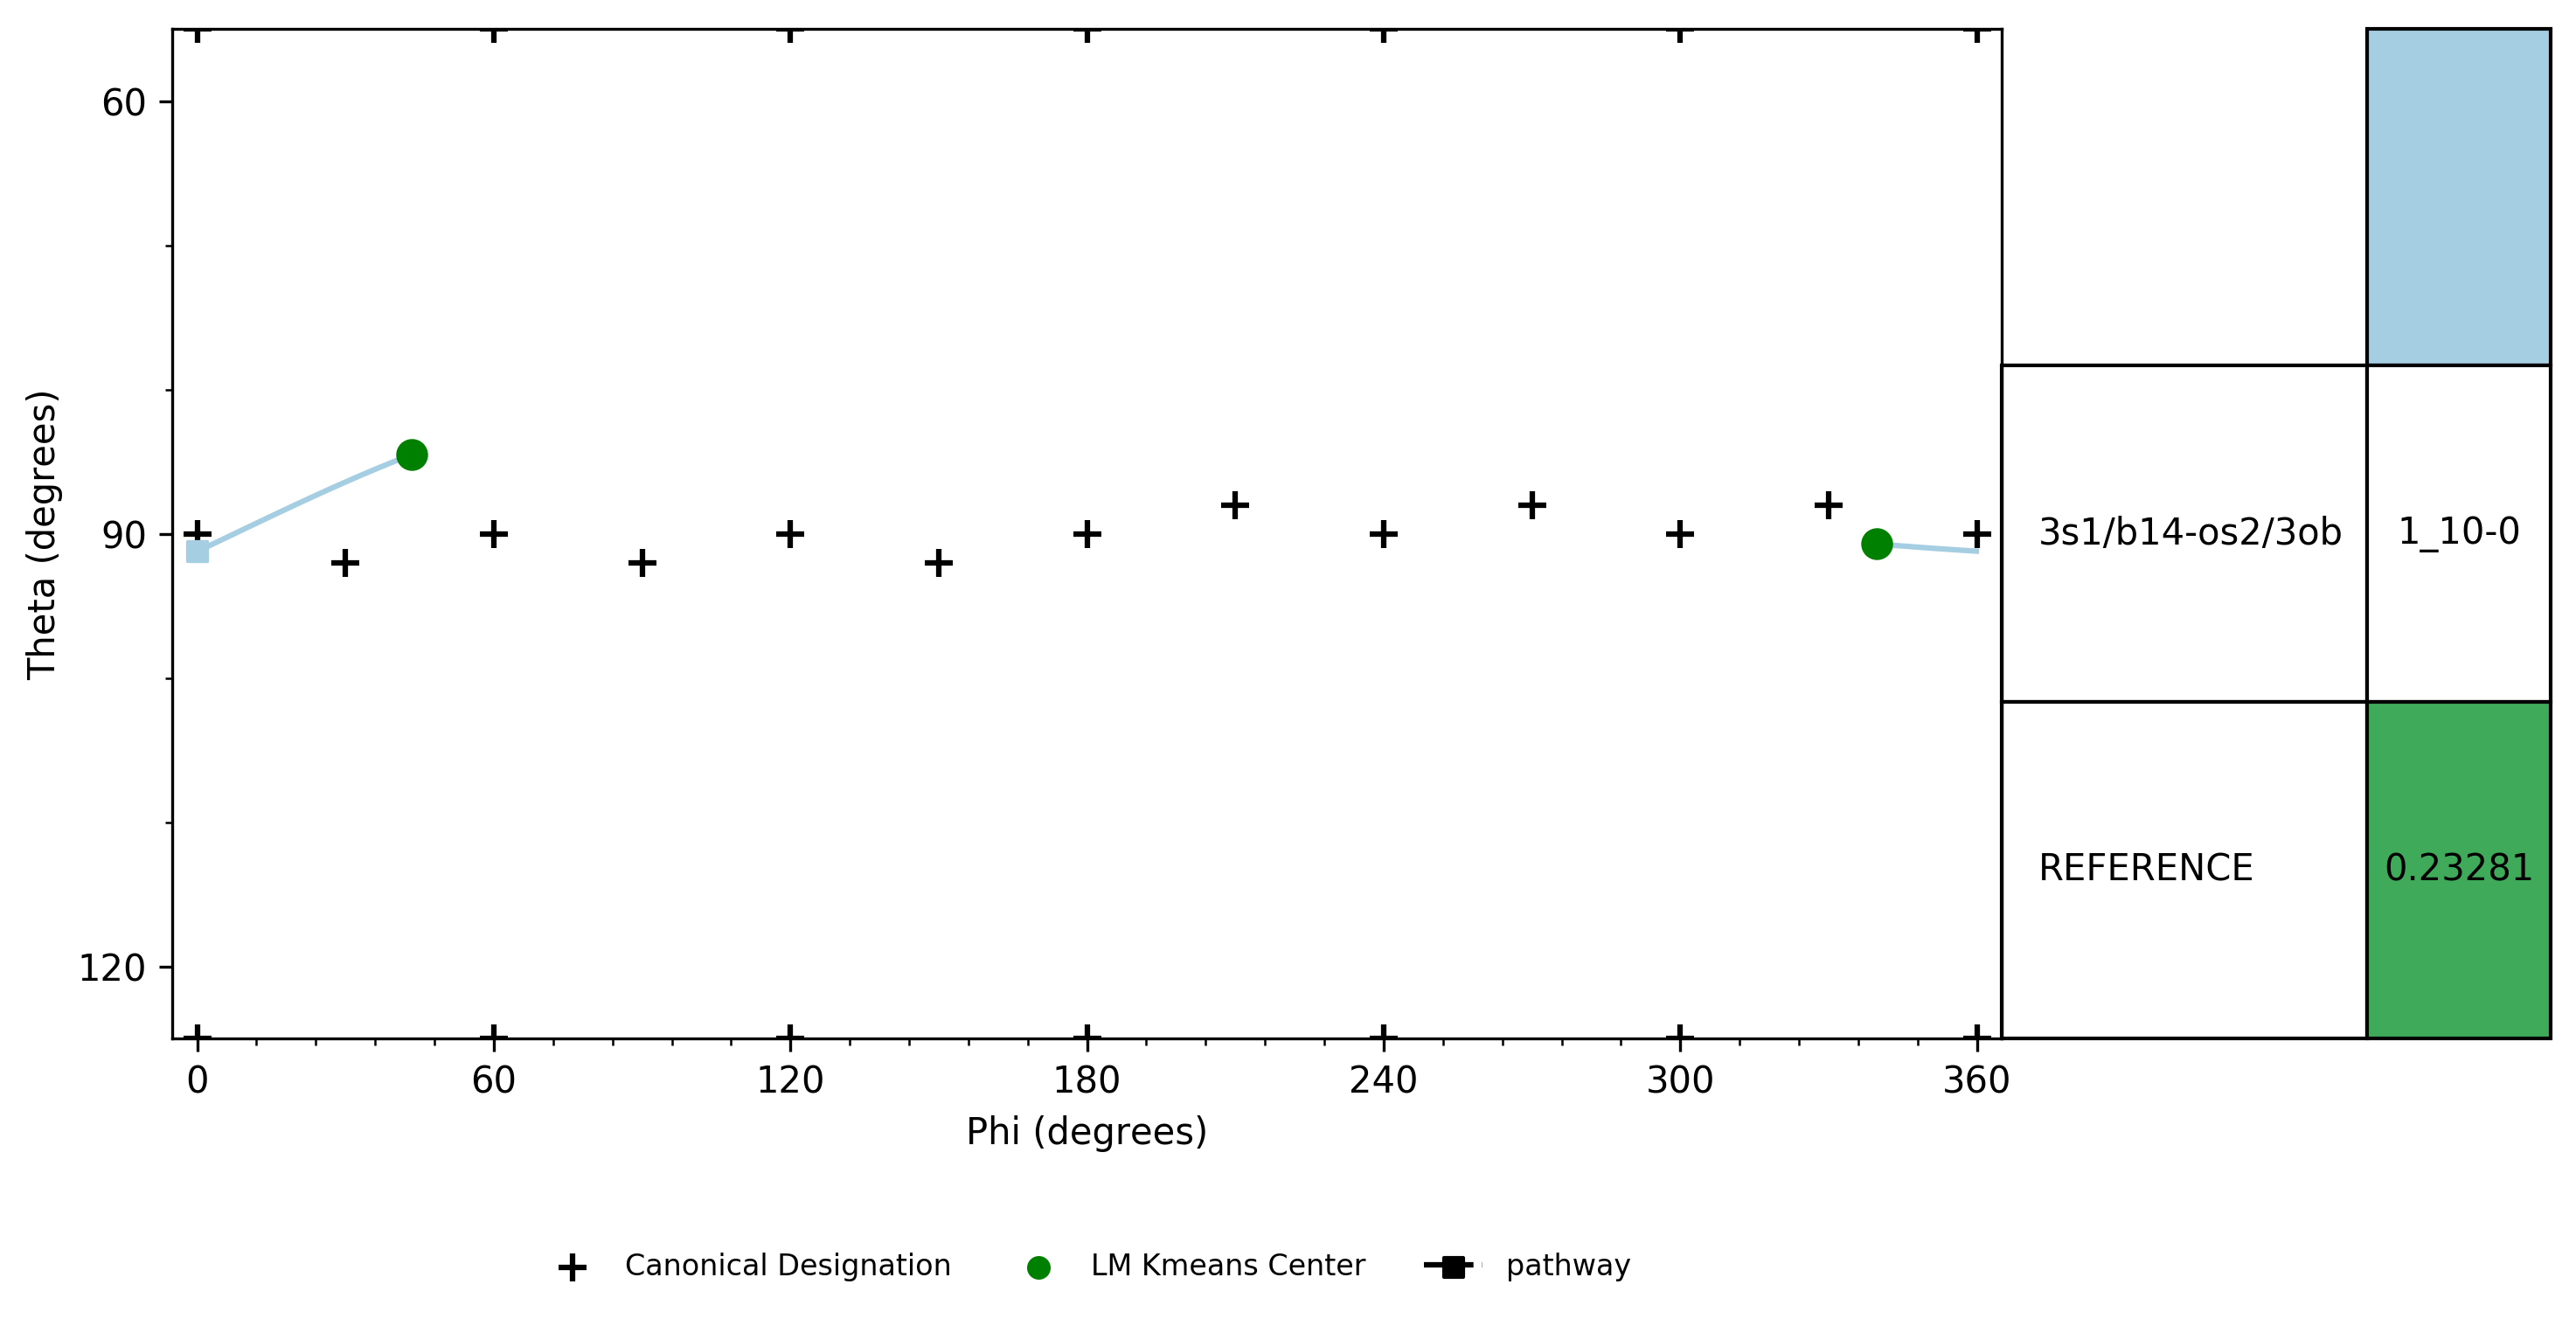 60
90
120
Theta (degrees)
0 60 120 180 240 300 360
Phi (degrees)
3s1/b14-os2/3ob 1_10-0
REFERENCE 0.23281
Canonical Designation LM Kmeans Center pathway